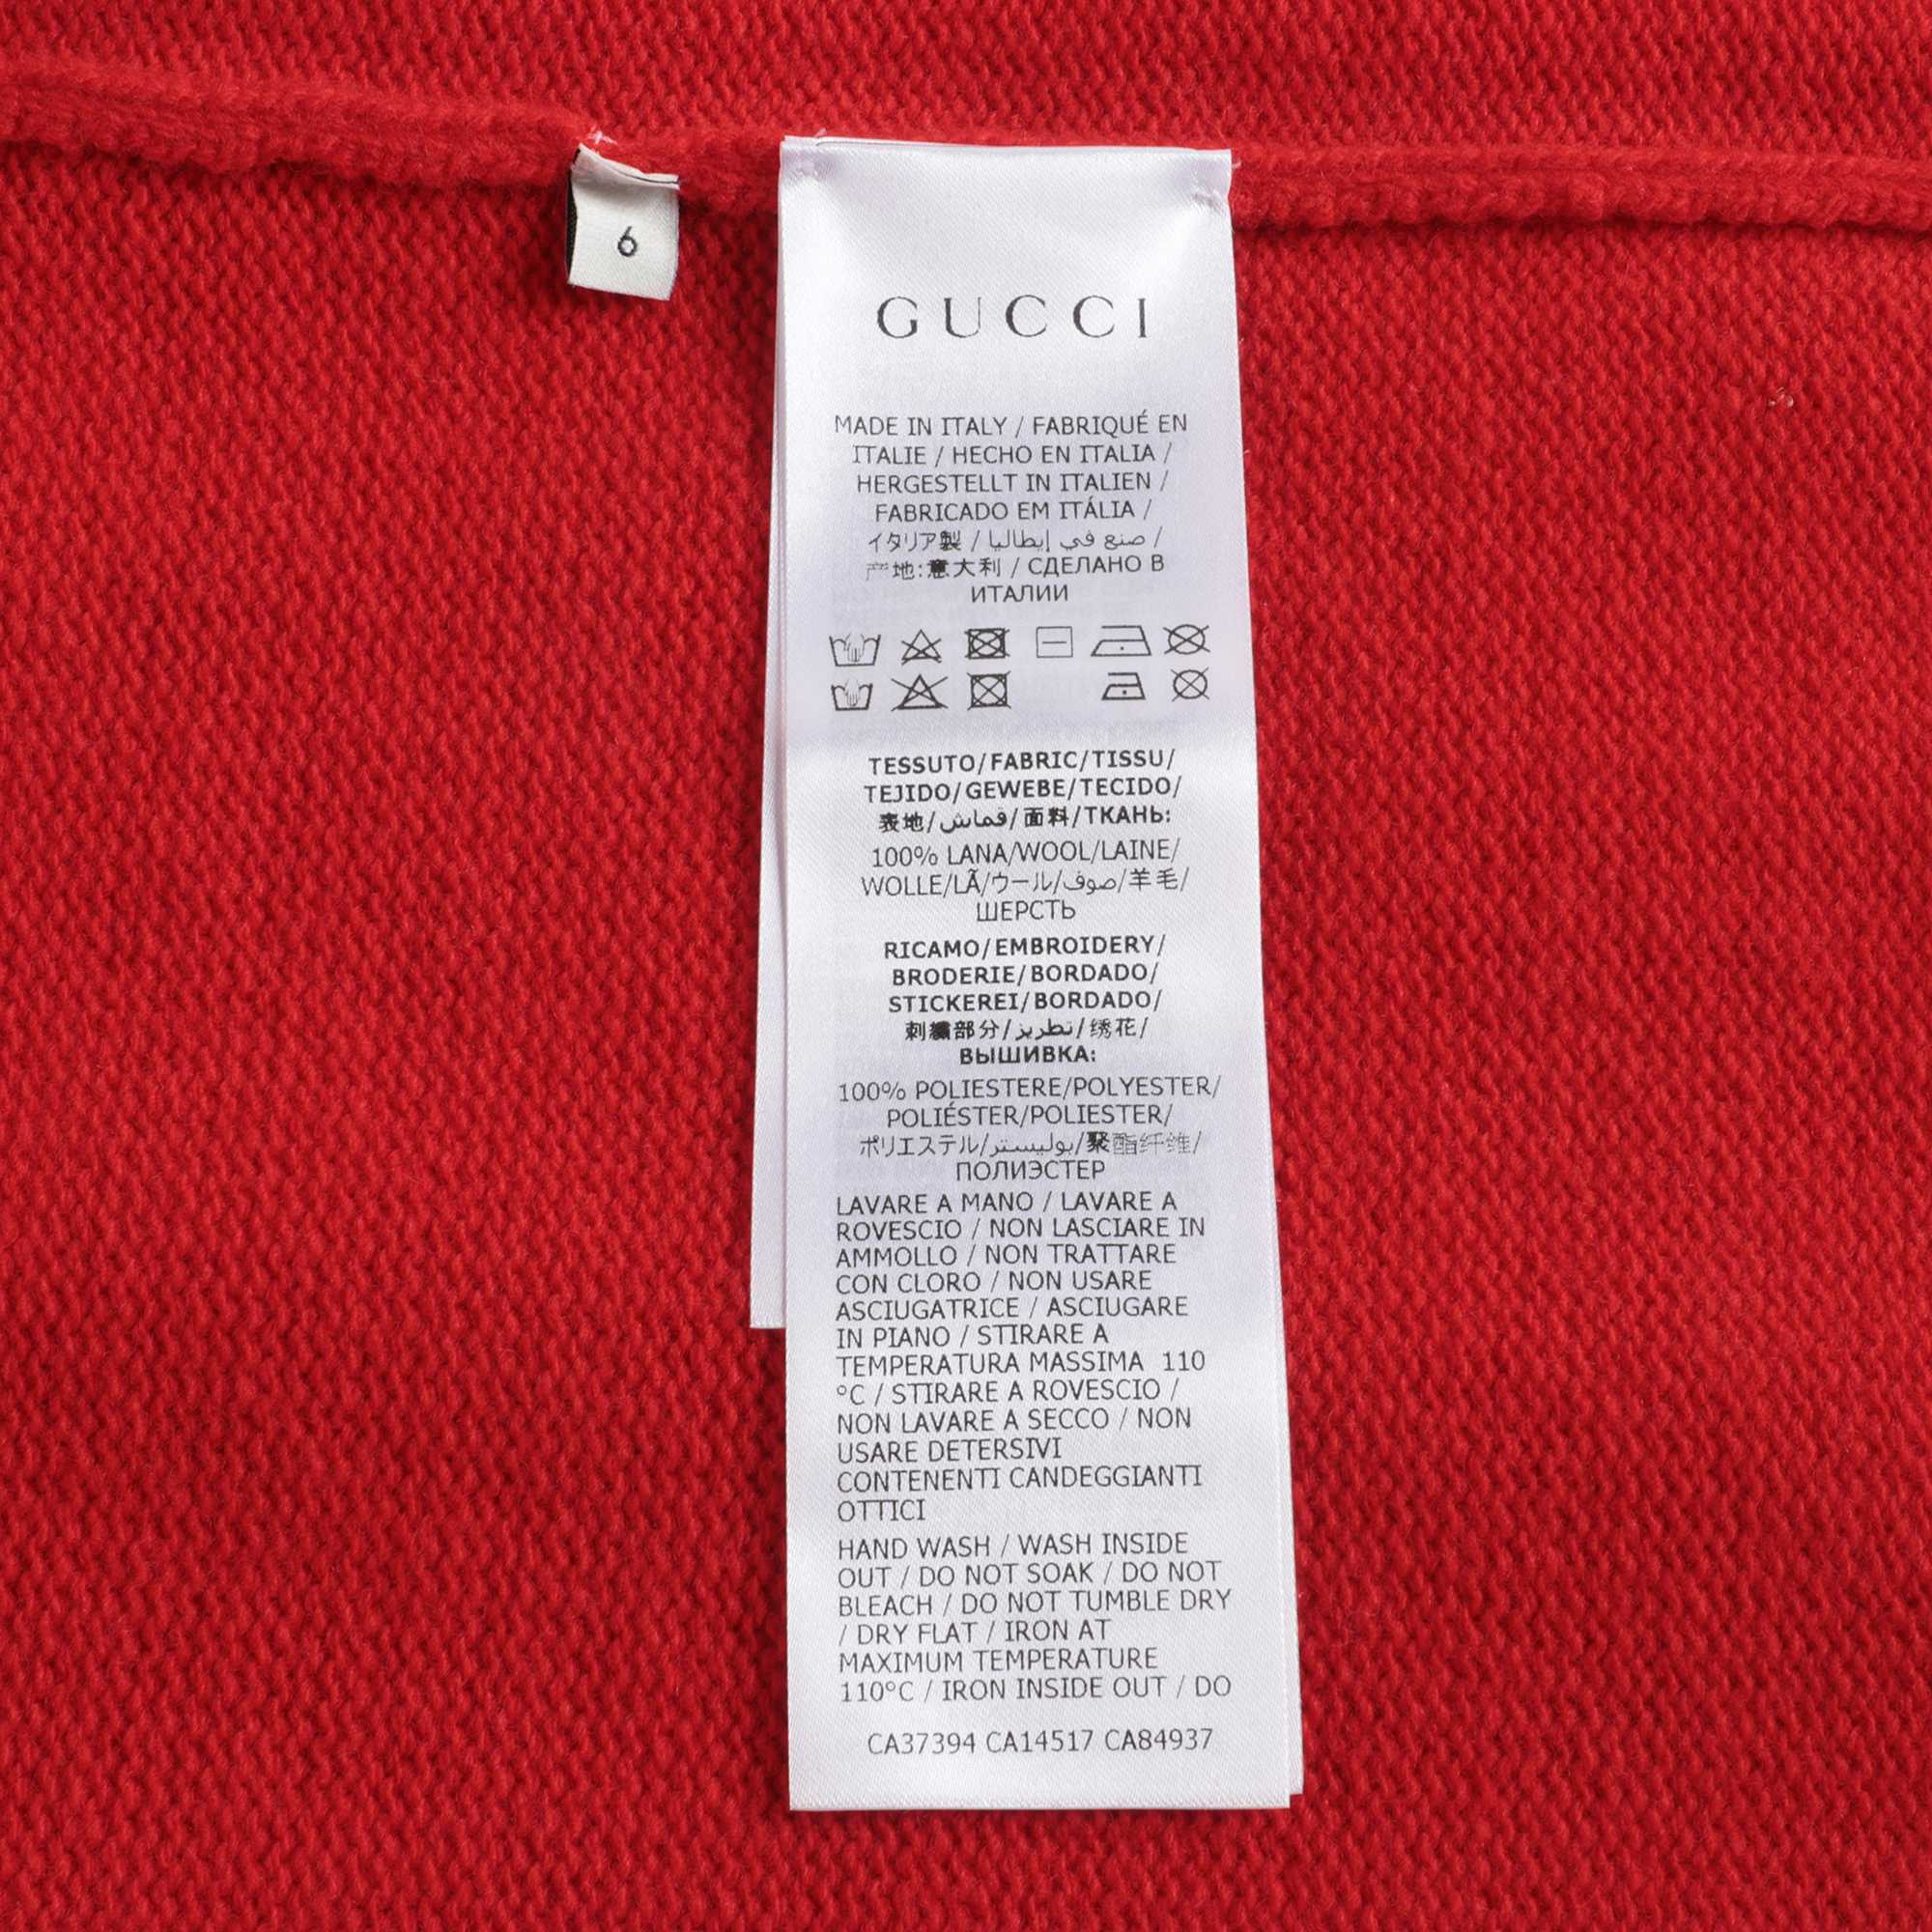 6
GUCCI
MADE IN ITALY / FABRIQUÉ EN
ITALIE / HECHO EN ITALIA /
HERGESTELLT IN ITALIEN /
FABRICADO EM ITÁLIA /
イタリア製 / صنع في إيطاليا /
产地:意大利 / СДЕЛАНО В
ИТАЛИИ
TESSUTO/FABRIC/TISSU/
TEJIDO/GEWEBE/TECIDO/
表地/قماش/面料/ТКАНЬ:
100% LANA/WOOL/LAINE/
WOLLE/LÃ/ウール/صوف/羊毛/
ШЕРСТЬ
RICAMO/EMBROIDERY/
BRODERIE/BORDADO/
STICKEREI/BORDADO/
刺繍部分/تطريز/绣花/
ВЫШИВКА:
100% POLIESTERE/POLYESTER/
POLIÉSTER/POLIESTER/
ポリエステル/بوليستر/聚酯纤维/
ПОЛИЭСТЕР
LAVARE A MANO / LAVARE A
ROVESCIO / NON LASCIARE IN
AMMOLLO / NON TRATTARE
CON CLORO / NON USARE
ASCIUGATRICE / ASCIUGARE
IN PIANO / STIRARE A
TEMPERATURA MASSIMA 110
°C / STIRARE A ROVESCIO /
NON LAVARE A SECCO / NON
USARE DETERSIVI
CONTENENTI CANDEGGIANTI
OTTICI
HAND WASH / WASH INSIDE
OUT / DO NOT SOAK / DO NOT
BLEACH / DO NOT TUMBLE DRY
/ DRY FLAT / IRON AT
MAXIMUM TEMPERATURE
110°C / IRON INSIDE OUT / DO
CA37394 CA14517 CA84937